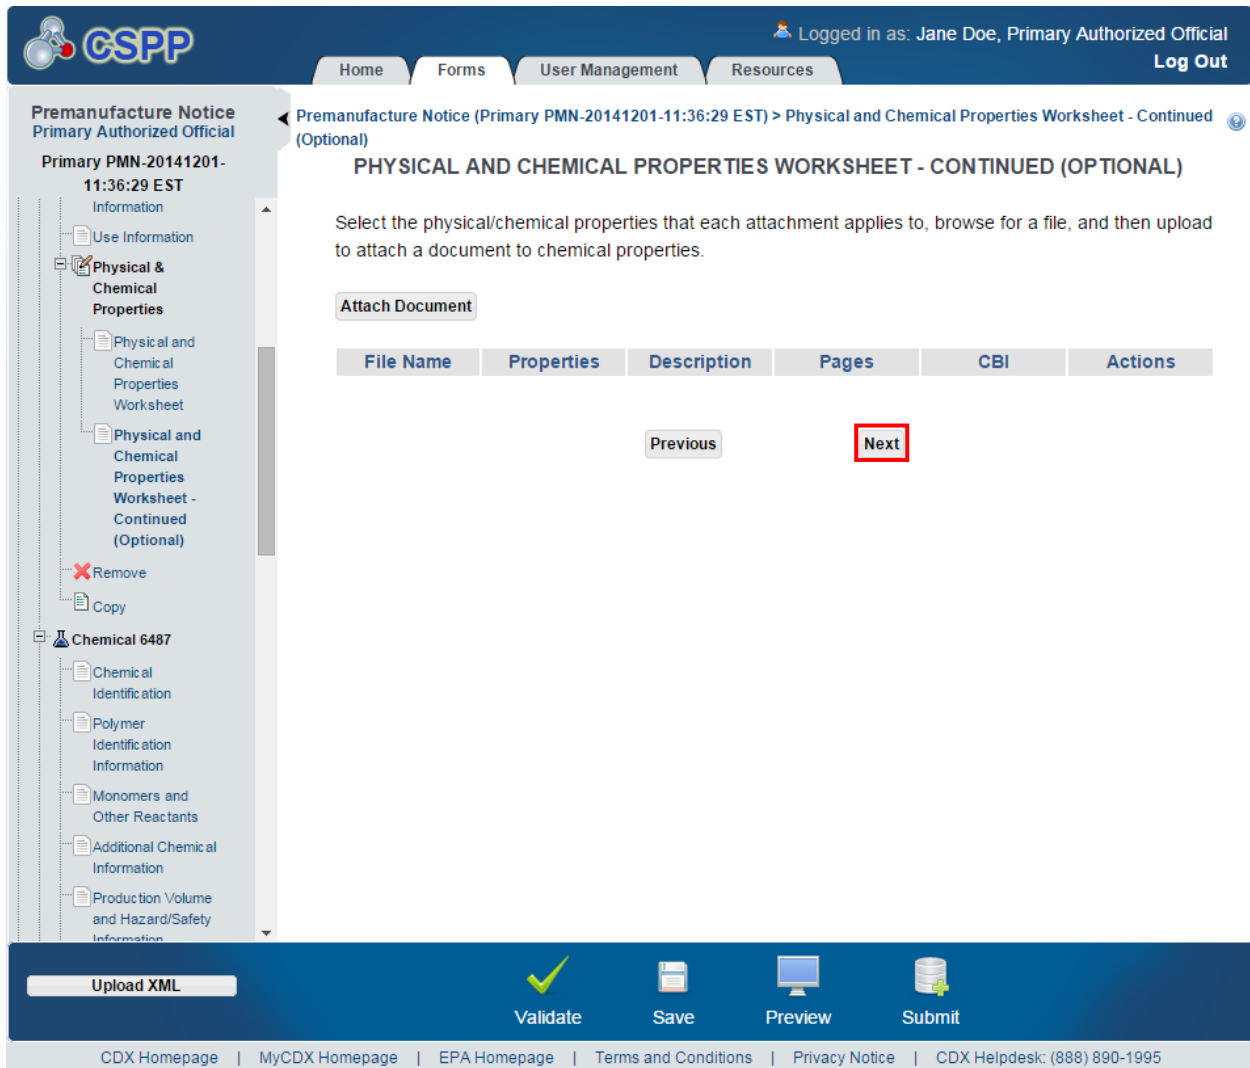 CSPP
Logged in as: Jane Doe, Primary Authorized Official
Log Out
Home
Forms
User Management
Resources
Premanufacture Notice
Primary Authorized Official
Primary PMN-20141201-
11:36:29 EST
Information
Use Information
Physical &
Chemical
Properties
Physical and
Chemical
Properties
Worksheet
Physical and
Chemical
Properties
Worksheet -
Continued
(Optional)
Remove
Copy
Chemical 6487
Chemical
Identification
Polymer
Identification
Information
Monomers and
Other Reactants
Additional Chemical
Information
Production Volume
and Hazard/Safety
Information
Premanufacture Notice (Primary PMN-20141201-11:36:29 EST) > Physical and Chemical Properties Worksheet - Continued
(Optional)
PHYSICAL AND CHEMICAL PROPERTIES WORKSHEET - CONTINUED (OPTIONAL)
Select the physical/chemical properties that each attachment applies to, browse for a file, and then upload
to attach a document to chemical properties.
Attach Document
File Name Properties Description Pages CBI Actions
Previous
Next
Upload XML
Validate
Save
Preview
Submit
CDX Homepage | MyCDX Homepage | EPA Homepage | Terms and Conditions | Privacy Notice | CDX Helpdesk: (888) 890-1995